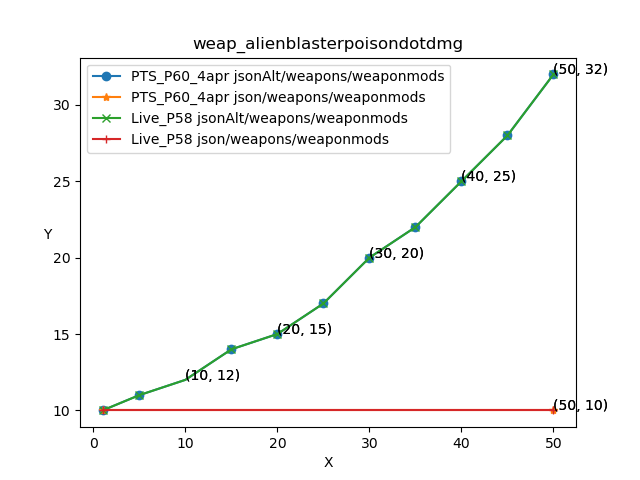 weap_alienblasterpoisondotdmg
PTS_P60_4apr jsonAlt/weapons/weaponmods
PTS_P60_4apr json/weapons/weaponmods
Live_P58 jsonAlt/weapons/weaponmods
Live_P58 json/weapons/weaponmods
(50, 32)
30
(40, 25)
25
(30, 20)
20
Y
(20, 15)
15
(10, 12)
(50, 10)
10
0
10
20
30
40
50
X